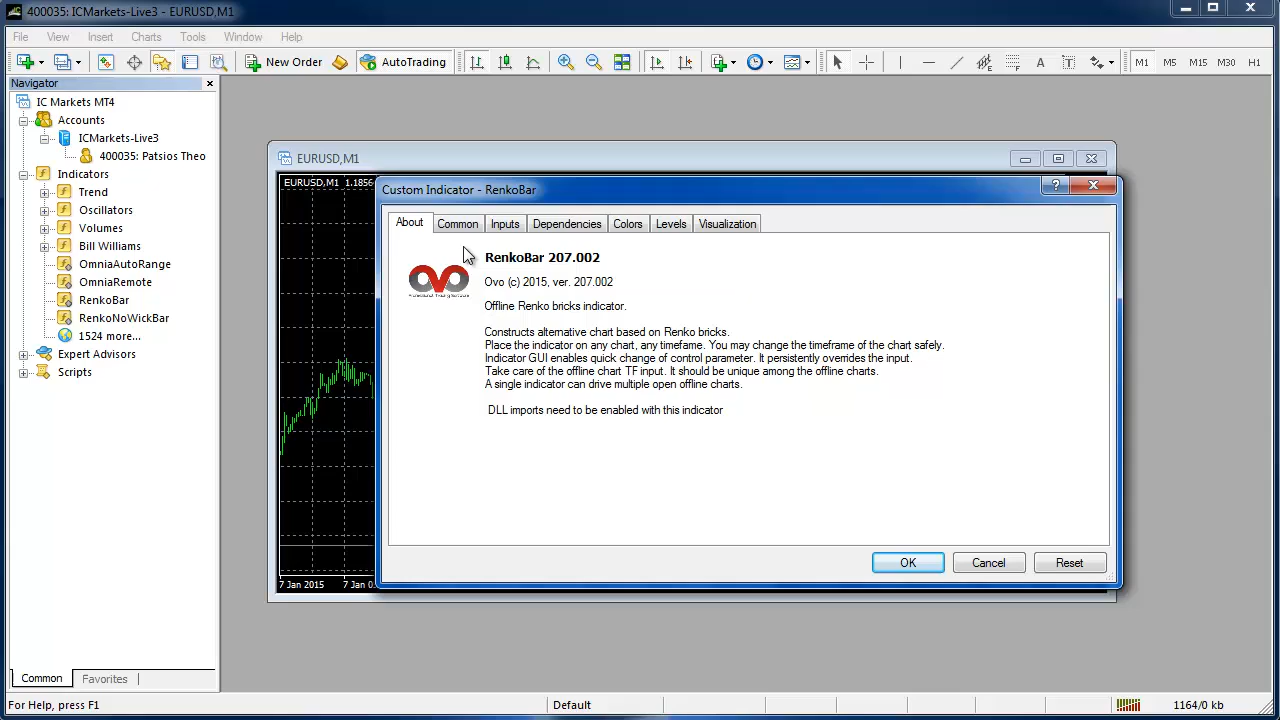 400035: ICMarkets-Live3 - EURUSD,M1
File View Insert Charts Tools Window Help
New Order AutoTrading M1 M5 M15 M30 H1
Navigator
IC Markets MT4
Accounts
ICMarkets-Live3
400035: Patsios Theo
Indicators
Trend
Oscillators
Volumes
Bill Williams
OmniaAutoRange
OmniaRemote
RenkoBar
RenkoNoWickBar
1524 more...
Expert Advisors
Scripts
Common Favorites
EURUSD,M1
EURUSD,M1 1.1856
7 Jan 2015 7 Jan 0
Custom Indicator - RenkoBar
About Common Inputs Dependencies Colors Levels Visualization
OVO
RenkoBar 207.002
Ovo (c) 2015, ver. 207.002
Offline Renko bricks indicator.
Constructs alternative chart based on Renko bricks.
Place the indicator on any chart, any timefame. You may change the timeframe of the chart safely.
Indicator GUI enables quick change of control parameter. It persistently overrides the input.
Take care of the offline chart TF input. It should be unique among the offline charts.
A single indicator can drive multiple open offline charts.
DLL imports need to be enabled with this indicator
OK Cancel Reset
For Help, press F1 Default 1164/0 kb